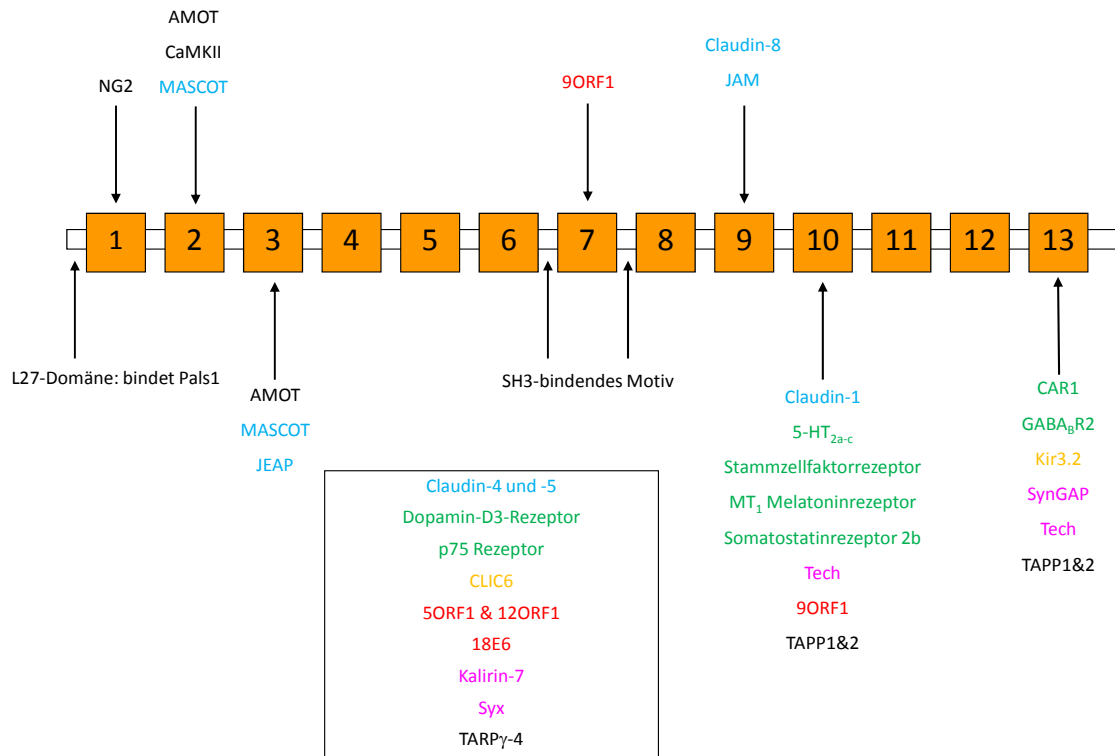 AMOT
CaMKII
MASCOT
NG2
9ORF1
Claudin-8
JAM
1 2 3 4 5 6 7 8 9 10 11 12 13
L27-Domäne: bindet Pals1
AMOT
MASCOT
JEAP
SH3-bindendes Motiv
Claudin-4 und -5
Dopamin-D3-Rezeptor
p75 Rezeptor
CLIC6
5ORF1 & 12ORF1
18E6
Kalirin-7
Syx
TARPγ-4
Claudin-1
5-HT2a-c
Stammzellfaktorrezeptor
MT1 Melatoninrezeptor
Somatostatinrezeptor 2b
Tech
9ORF1
TAPP1&2
CAR1
GABABR2
Kir3.2
SynGAP
Tech
TAPP1&2